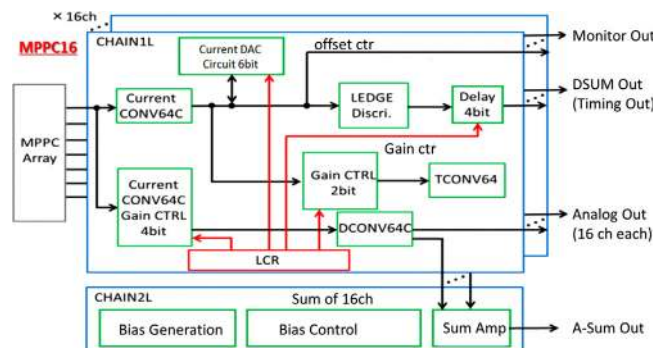 × 16ch
MPPC16
CHAIN1L
Current DAC
Circuit 6bit
offset ctr
Monitor Out
DSUM Out
(Timing Out)
Current
CONV64C
LEDGE
Discri.
Delay
4bit
MPPC
Array
Gain ctr
Current
CONV64C
Gain CTRL
4bit
Gain CTRL
2bit
TCONV64
DCONV64C
Analog Out
(16 ch each)
LCR
CHAIN2L
Sum of 16ch
Bias Generation
Bias Control
Sum Amp
A-Sum Out